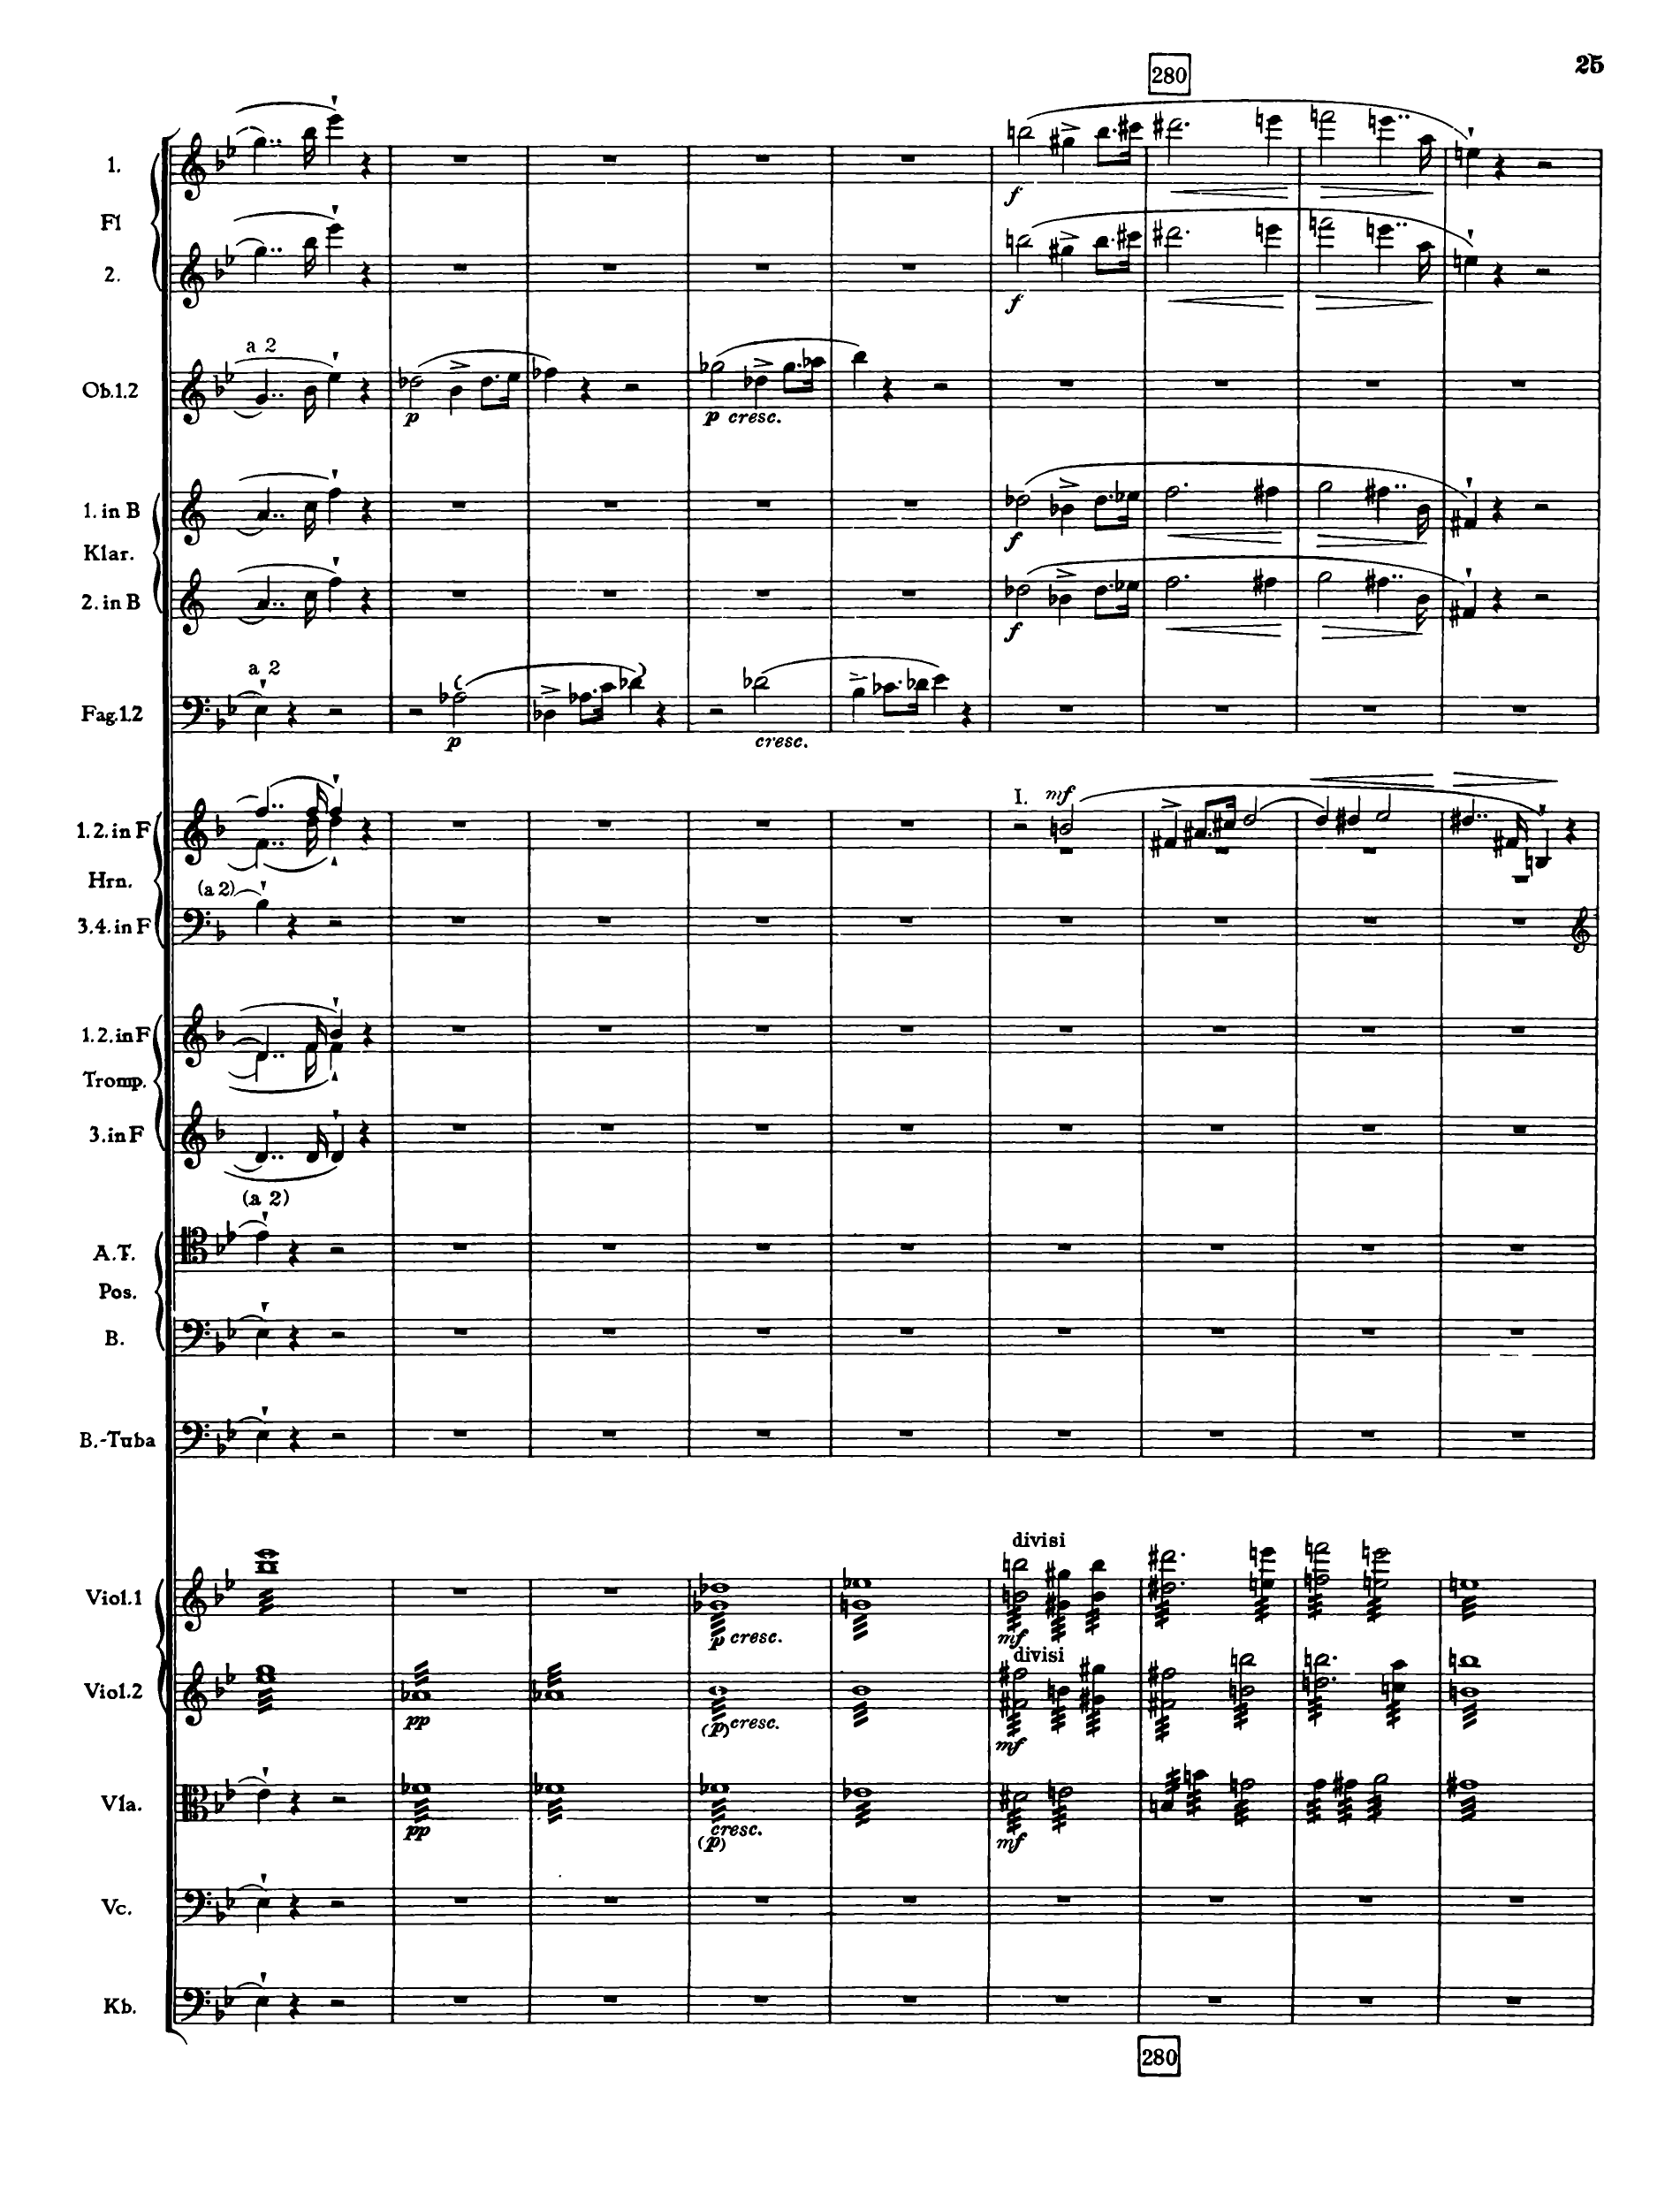 25
280
1.
Fl
2.
a 2
Ob.1.2
p
p cresc.
1. in B
Klar.
2. in B
f
f
f
f
a 2
Fag.1.2
p
cresc.
1.2. in F
I.
mf
Hrn.
(a 2)
3.4. in F
1.2. in F
Tromp.
3. in F
(a 2)
A.T.
Pos.
B.
B.-Tuba
divisi
Viol.1
p cresc.
mf
divisi
Viol.2
pp
(p) cresc.
mf
Vla.
pp
cresc.
(p)
mf
Vc.
Kb.
280